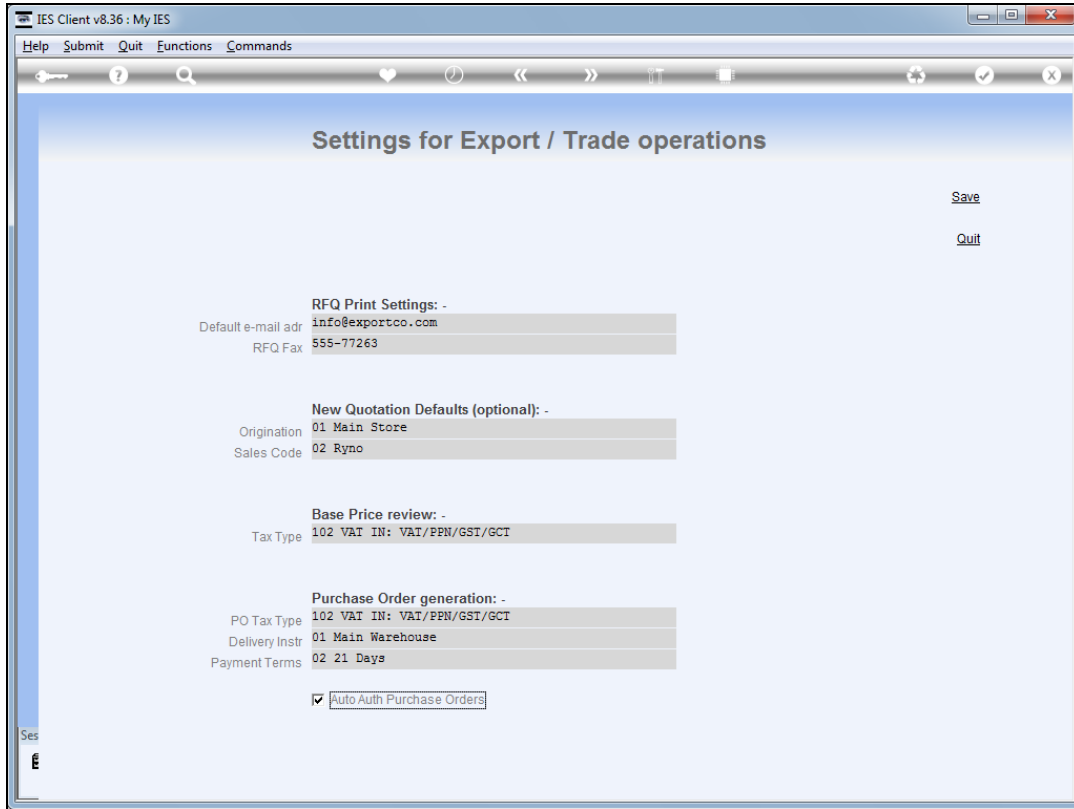 IES Client v8.36 : My IES
Help Submit Quit Functions Commands
Settings for Export / Trade operations
Save
Quit
RFQ Print Settings: -
Default e-mail adr info@exportco.com
RFQ Fax 555-77263
New Quotation Defaults (optional): -
Origination 01 Main Store
Sales Code 02 Ryno
Base Price review: -
Tax Type 102 VAT IN: VAT/PPN/GST/GCT
Purchase Order generation: -
PO Tax Type 102 VAT IN: VAT/PPN/GST/GCT
Delivery Instr 01 Main Warehouse
Payment Terms 02 21 Days
Auto Auth Purchase Orders
Ses